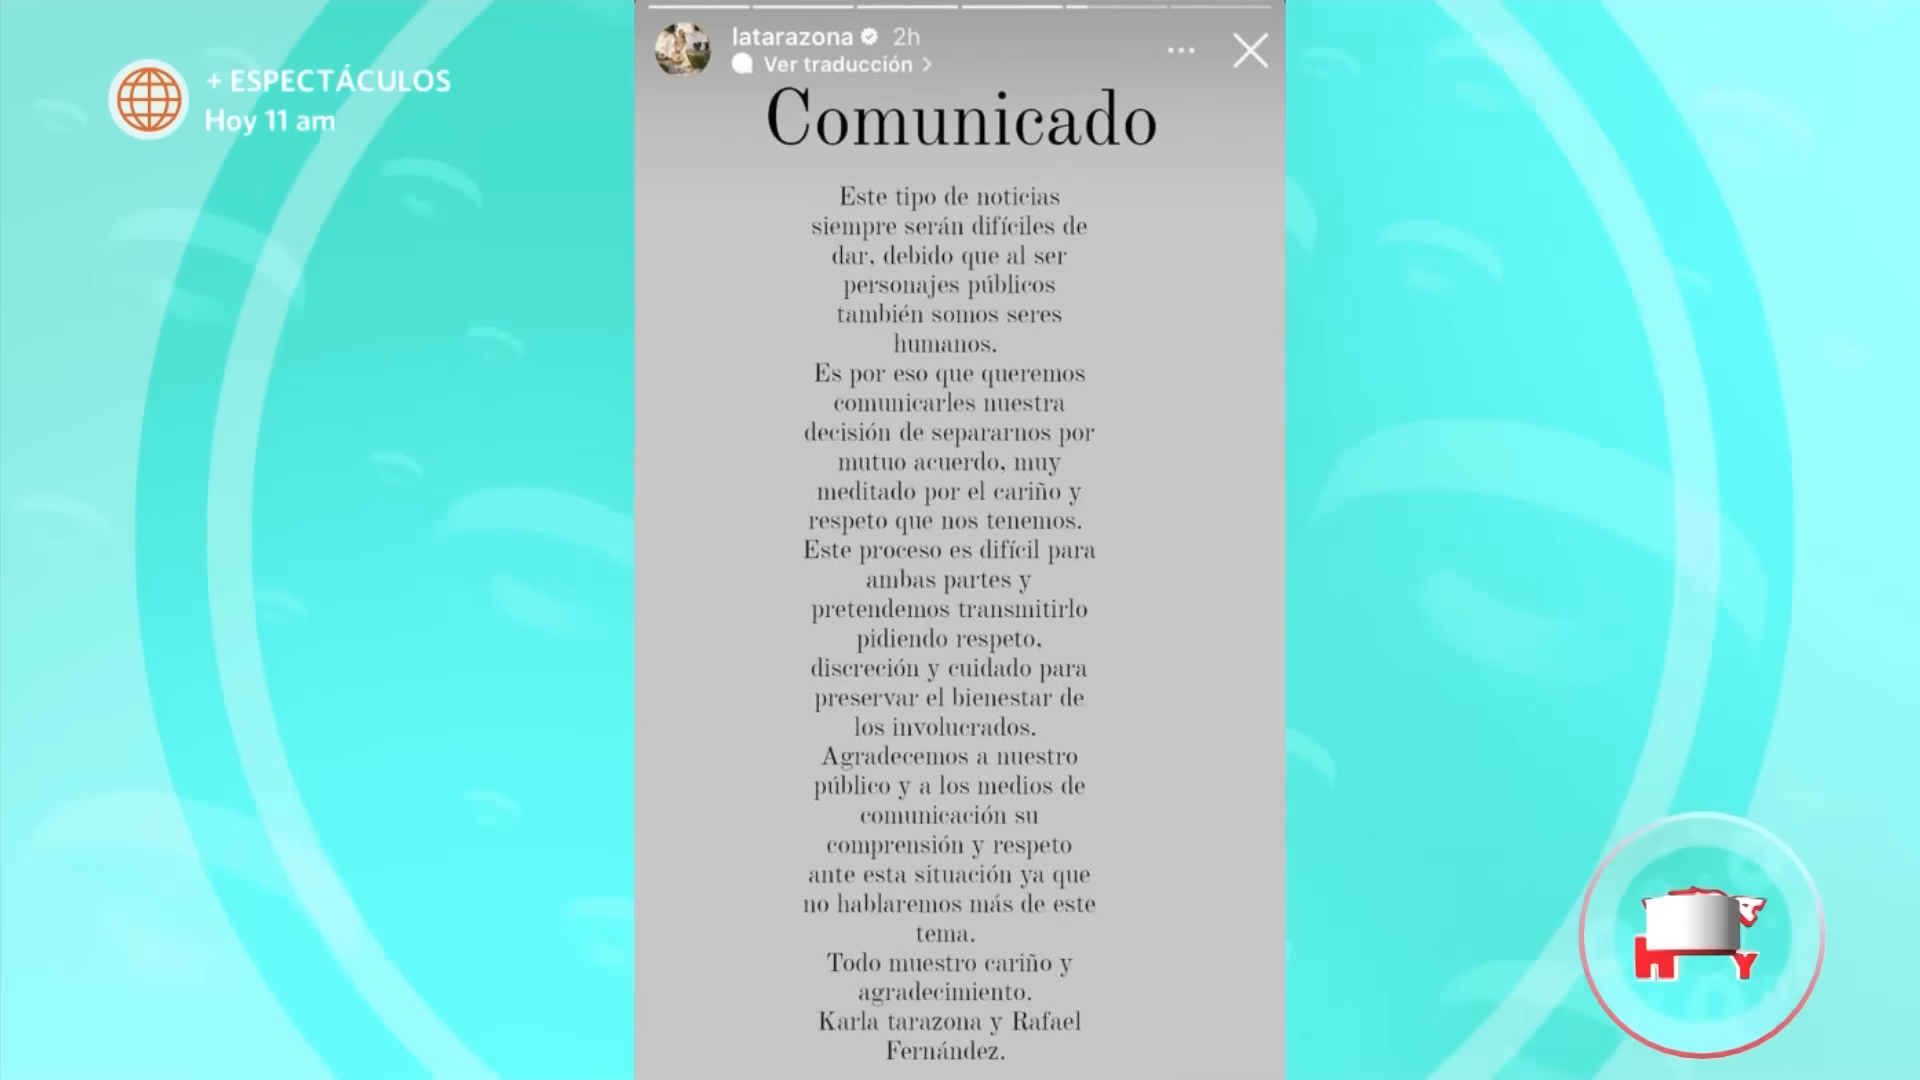 + ESPECTÁCULOS
Hoy 11 am
latarazona 2h
Ver traducción >
Comunicado
Este tipo de noticias
siempre serán difíciles de
dar, debido que al ser
personajes públicos
también somos seres
humanos.
Es por eso que queremos
comunicarles nuestra
decisión de separarnos por
mutuo acuerdo, muy
meditado por el cariño y
respeto que nos tenemos.
Este proceso es difícil para
ambas partes y
pretendemos transmitirlo
pidiendo respeto,
discreción y cuidado para
preservar el bienestar de
los involucrados.
Agradecemos a nuestro
público y a los medios de
comunicación su
comprensión y respeto
ante esta situación ya que
no hablaremos más de este
tema.
Todo muestro cariño y
agradecimiento.
Karla tarazona y Rafael
Fernández.